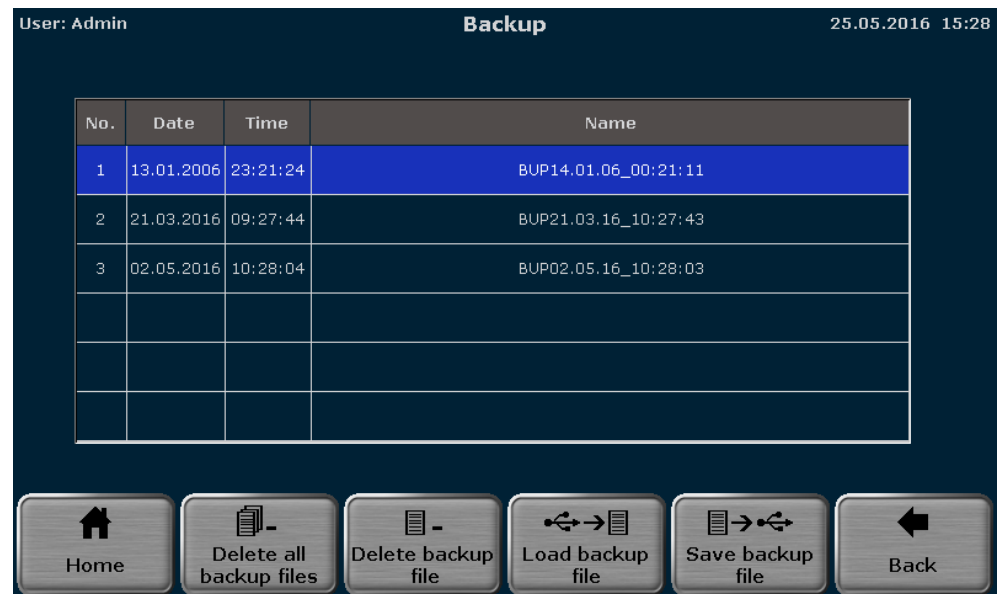 User: Admin Backup 25.05.2016 15:28
No. Date Time Name
1 13.01.2006 23:21:24 BUP14.01.06_00:21:11
2 21.03.2016 09:27:44 BUP21.03.16_10:27:43
3 02.05.2016 10:28:04 BUP02.05.16_10:28:03
Home
Delete all
backup files
Delete backup
file
Load backup
file
Save backup
file
Back